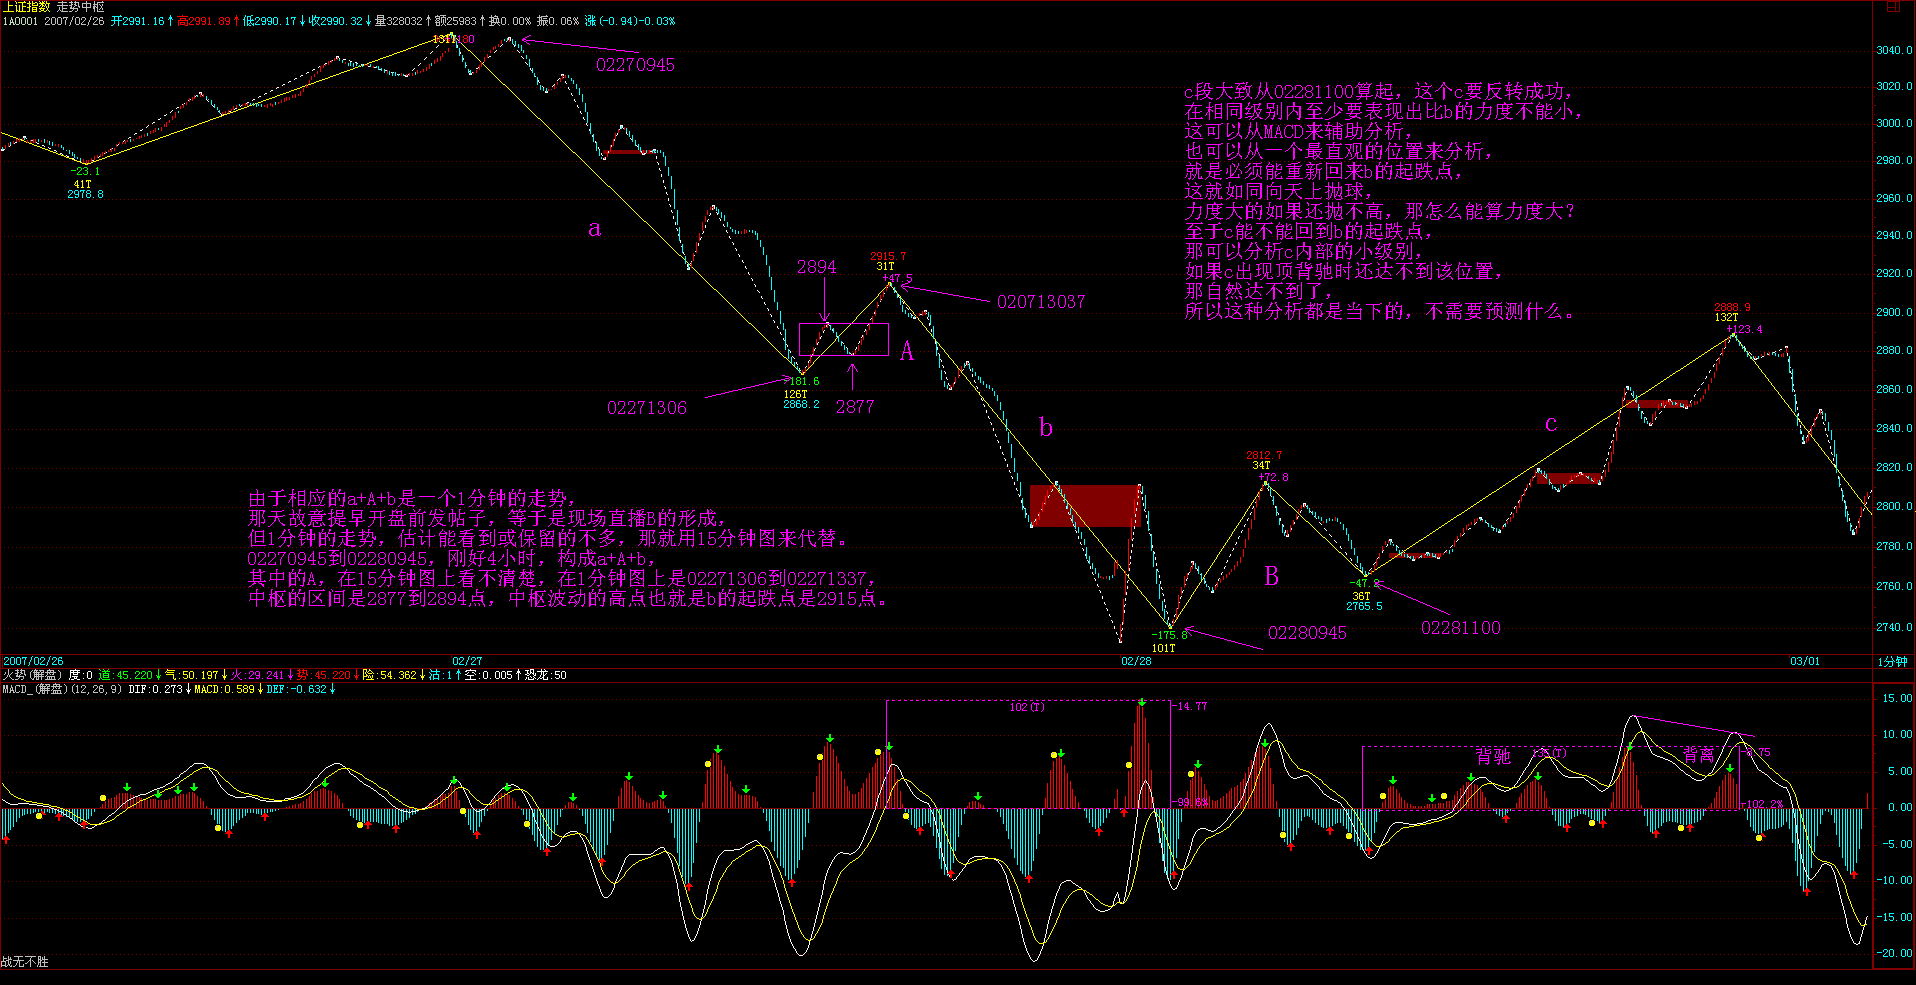 上证指数 走势中枢
1A0001 2007/02/26 开2991.16↑高2991.89↑低2990.17↓收2990.32↓量328032↑额25983↑换0.00% 振0.06% 涨(-0.94)-0.03%
3040.0
3020.0
3000.0
2980.0
2960.0
2940.0
2920.0
2900.0
2880.0
2860.0
2840.0
2820.0
2800.0
2780.0
2760.0
2740.0
02270945
-23.1
41T
2978.8
a
c段大致从02281100算起，这个c要反转成功，
在相同级别内至少要表现出比b的力度不能小，
这可以从MACD来辅助分析，
也可以从一个最直观的位置来分析，
就是必须能重新回来b的起跌点，
这就如同向天上抛球，
力度大的如果还抛不高，那怎么能算力度大？
至于c能不能回到b的起跌点，
那可以分析c内部的小级别，
如果c出现顶背驰时还达不到该位置，
那自然达不到了，
所以这种分析都是当下的，不需要预测什么。
2915.7
31T
+47.5
2894
020713037
A
-181.6
126T
2868.2
02271306
2877
b
2888.9
132T
+123.4
c
2812.7
34T
+72.8
B
-47.2
36T
2765.5
02281100
-175.8
101T
02280945
由于相应的a+A+b是一个1分钟的走势，
那天故意提早开盘前发帖子，等于是现场直播B的形成，
但1分钟的走势，估计能看到或保留的不多，那就用15分钟图来代替。
02270945到02280945，刚好4小时，构成a+A+b，
其中的A，在15分钟图上看不清楚，在1分钟图上是02271306到02271337，
中枢的区间是2877到2894点，中枢波动的高点也就是b的起跌点是2915点。
2007/02/26
02/27
02/28
03/01
1分钟
火势(解盘) 度:0 道:45.220↓气:50.197↓火:29.241↓势:45.220↓险:54.362↓沽:1↑空:0.005↑恐龙:50
MACD_(解盘)(12,26,9) DIF:0.273↓MACD:0.589↓DEF:-0.632↓
102(T)
-14.77
-99.6%
背驰
背离
-102.2%
15.00
10.00
5.00
0.00
-5.00
-10.00
-15.00
-20.00
战无不胜